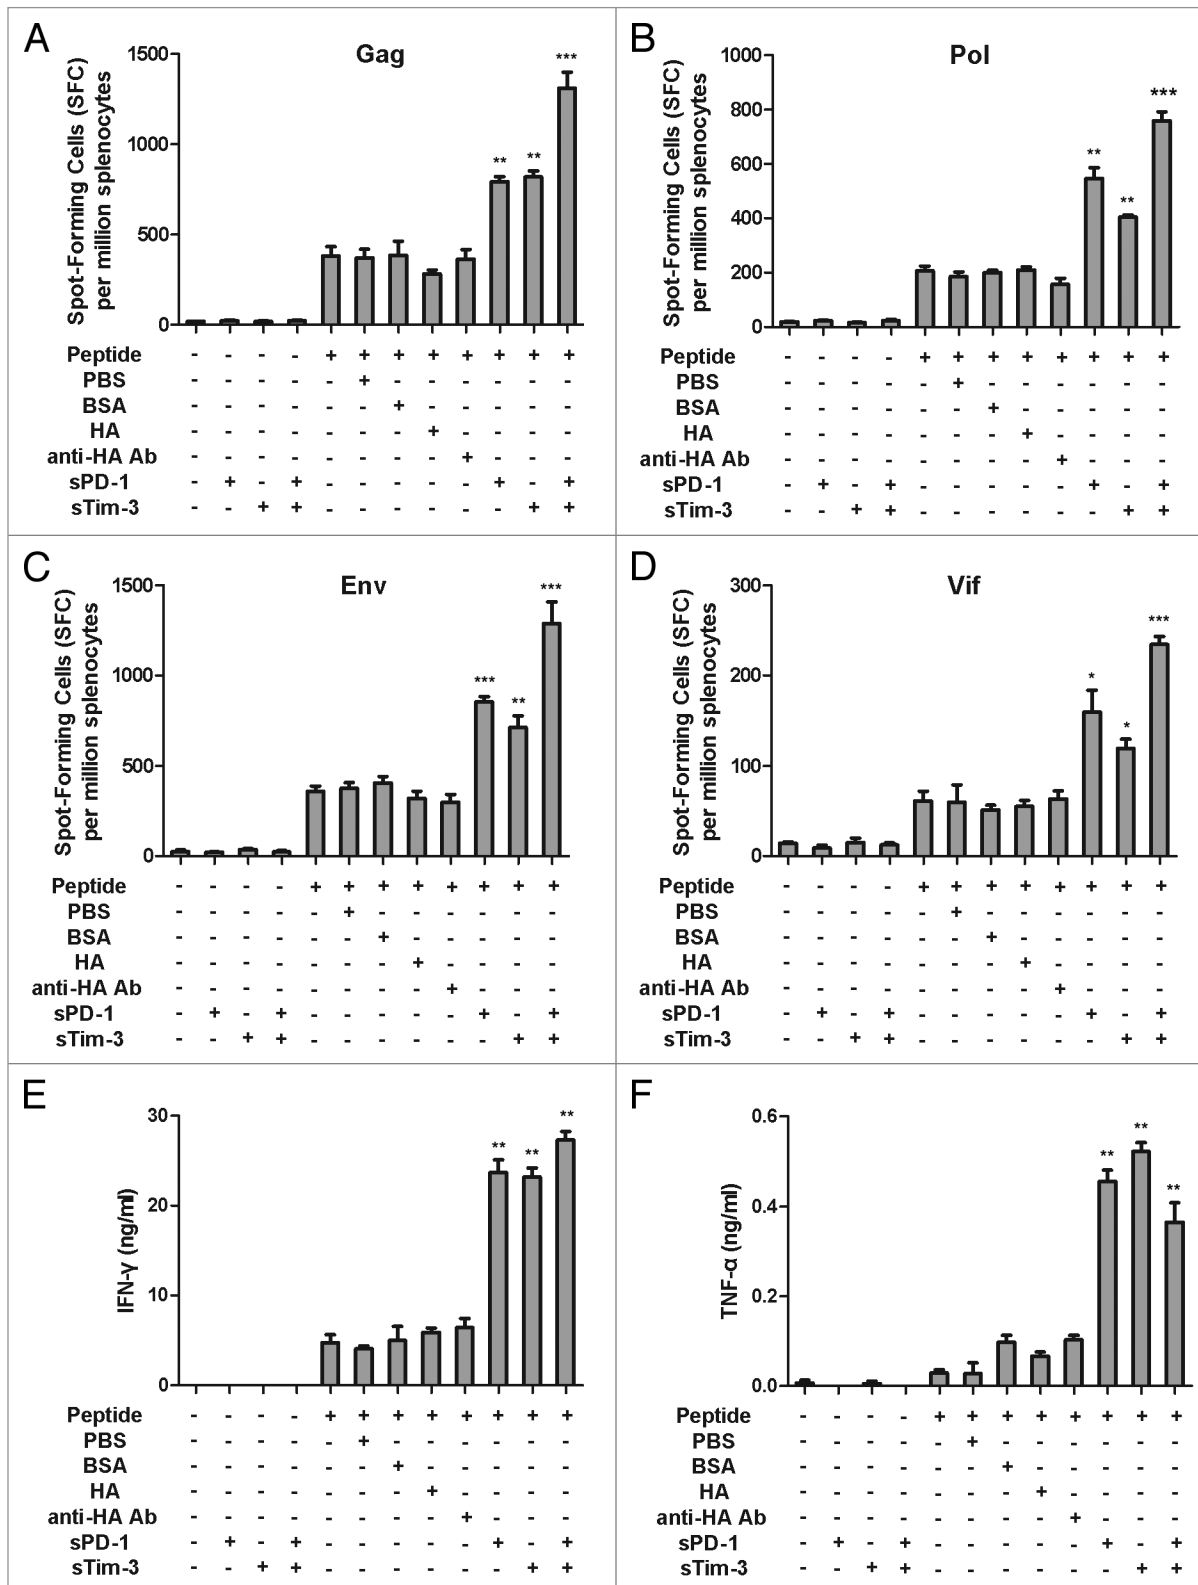 A
Gag
Spot-Forming Cells (SFC)
per million splenocytes
1500
1000
500
0
** ** ***
Peptide - - - - + + + + + + + +
PBS - - - - - + - - - - - -
BSA - - - - - - + - - - - -
HA - - - - - - - + - - - -
anti-HA Ab - - - - - - - - + - - -
sPD-1 - + - + - - - - - + - +
sTim-3 - - + + - - - - - - + +
B
Pol
Spot-Forming Cells (SFC)
per million splenocytes
1000
800
600
400
200
0
** ** ***
Peptide - - - - + + + + + + + +
PBS - - - - - + - - - - - -
BSA - - - - - - + - - - - -
HA - - - - - - - + - - - -
anti-HA Ab - - - - - - - - + - - -
sPD-1 - + - + - - - - - + - +
sTim-3 - - + + - - - - - - + +
C
Env
Spot-Forming Cells (SFC)
per million splenocytes
1500
1000
500
0
*** ** ***
Peptide - - - - + + + + + + + +
PBS - - - - - + - - - - - -
BSA - - - - - - + - - - - -
HA - - - - - - - + - - - -
anti-HA Ab - - - - - - - - + - - -
sPD-1 - + - + - - - - - + - +
sTim-3 - - + + - - - - - - + +
D
Vif
Spot-Forming Cells (SFC)
per million splenocytes
300
200
100
0
* * ***
Peptide - - - - + + + + + + + +
PBS - - - - - + - - - - - -
BSA - - - - - - + - - - - -
HA - - - - - - - + - - - -
anti-HA Ab - - - - - - - - + - - -
sPD-1 - + - + - - - - - + - +
sTim-3 - - + + - - - - - - + +
E
IFN-γ (ng/ml)
30
20
10
0
** ** **
Peptide - - - - + + + + + + + +
PBS - - - - - + - - - - - -
BSA - - - - - - + - - - - -
HA - - - - - - - + - - - -
anti-HA Ab - - - - - - - - + - - -
sPD-1 - + - + - - - - - + - +
sTim-3 - - + + - - - - - - + +
F
TNF-α (ng/ml)
0.6
0.4
0.2
0.0
** ** **
Peptide - - - - + + + + + + + +
PBS - - - - - + - - - - - -
BSA - - - - - - + - - - - -
HA - - - - - - - + - - - -
anti-HA Ab - - - - - - - - + - - -
sPD-1 - + - + - - - - - + - +
sTim-3 - - + + - - - - - - + +